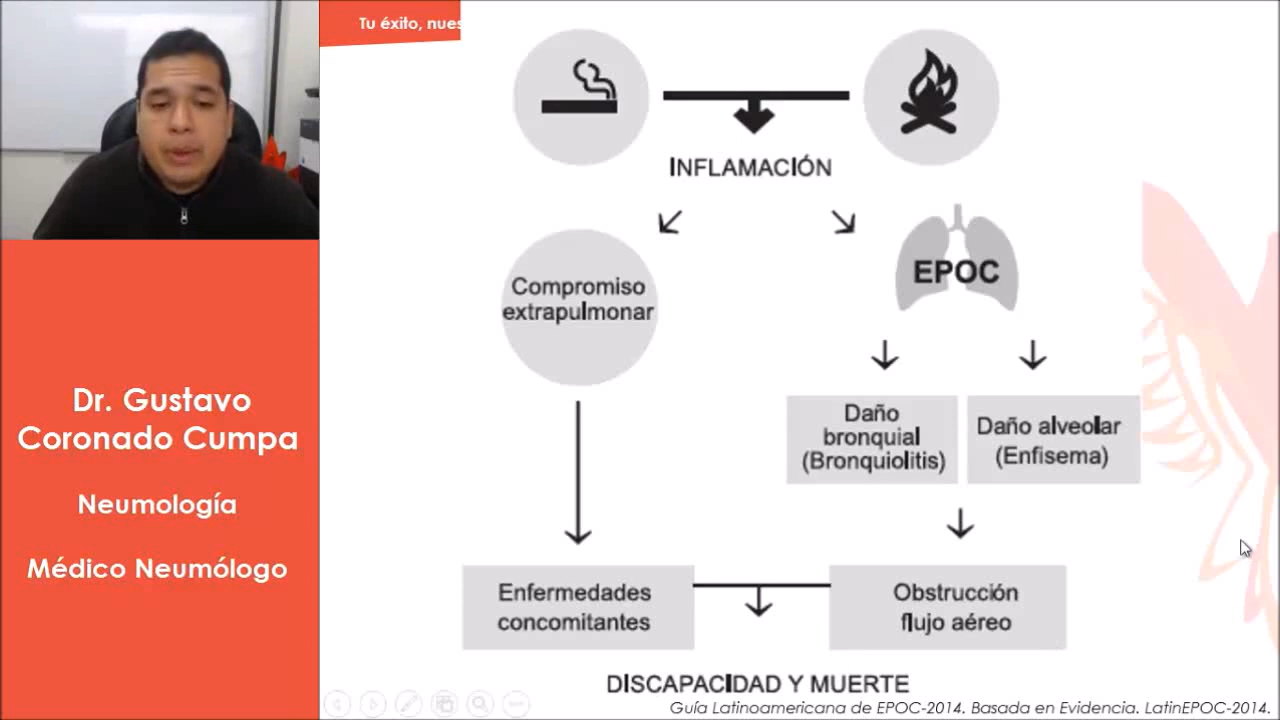 Tu éxito, nues
INFLAMACIÓN
Compromiso
extrapulmonar
EPOC
Daño
bronquial
(Bronquiolitis)
Daño alveolar
(Enfisema)
Enfermedades
concomitantes
Obstrucción
flujo aéreo
DISCAPACIDAD Y MUERTE
Guía Latinoamericana de EPOC-2014. Basada en Evidencia. LatinEPOC-2014.
Dr. Gustavo
Coronado Cumpa
Neumología
Médico Neumólogo